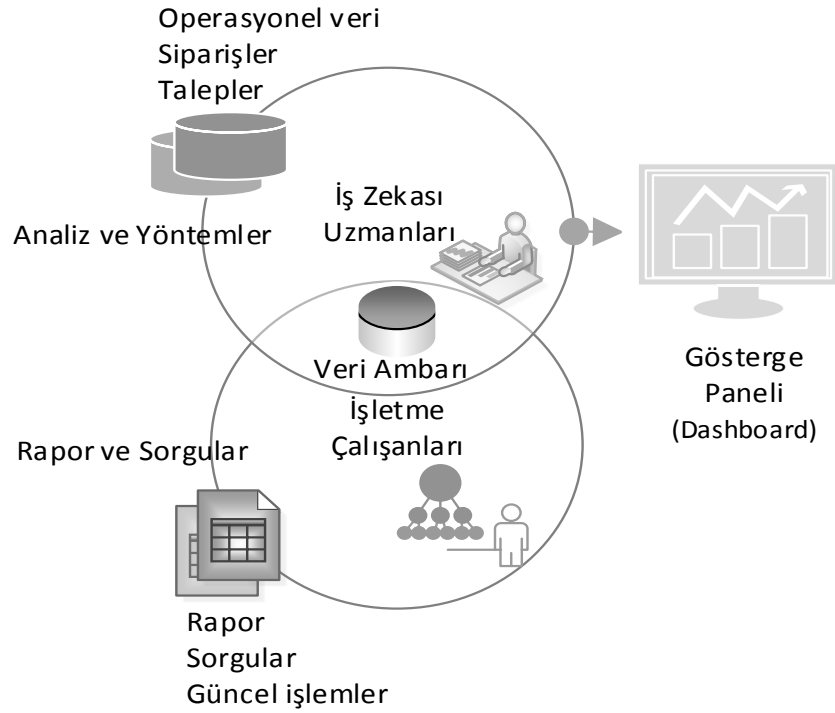 Operasyonel veri
Siparişler
Talepler
İş Zekası
Uzmanları
Analiz ve Yöntemler
Veri Ambarı
Gösterge
Paneli
(Dashboard)
İşletme
Çalışanları
Rapor ve Sorgular
Rapor
Sorgular
Güncel işlemler